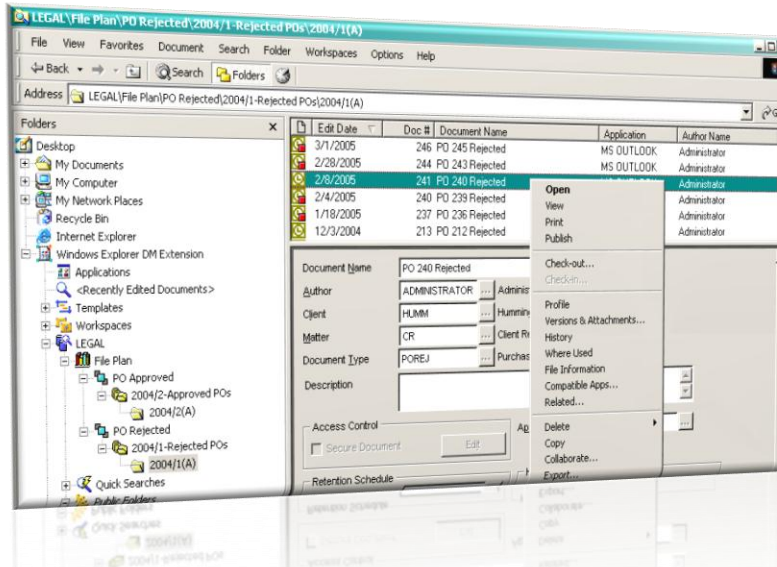 LEGAL\File Plan\PO Rejected\2004/1-Rejected POs\2004/1(A)
File View Favorites Document Search Folder Workspaces Options Help
Back Search Folders
Address LEGAL\File Plan\PO Rejected\2004/1-Rejected POs\2004/1(A)
Folders
Desktop
My Documents
My Computer
My Network Places
Recycle Bin
Internet Explorer
Windows Explorer DM Extension
Applications
<Recently Edited Documents>
Templates
Workspaces
LEGAL
File Plan
PO Approved
2004/2-Approved POs
2004/2(A)
PO Rejected
2004/1-Rejected POs
2004/1(A)
Quick Searches
Public Folders
Edit Date Doc # Document Name Application Author Name
3/1/2005 246 PO 245 Rejected MS OUTLOOK Administrator
2/28/2005 244 PO 243 Rejected MS OUTLOOK Administrator
2/8/2005 241 PO 240 Rejected Administrator
2/4/2005 240 PO 239 Rejected Administrator
1/18/2005 237 PO 236 Rejected Administrator
12/3/2004 213 PO 212 Rejected Administrator
Document Name PO 240 Rejected
Author ADMINISTRATOR ... Adminis
Client HUMM ... Humming
Matter CR ... Client Re
Document Type POREJ ... Purchas
Description
Access Control
Secure Document Edit
Retention Schedule
Open
View
Print
Publish
Check-out...
Check-in...
Profile
Versions & Attachments...
History
Where Used
File Information
Compatible Apps...
Related...
Delete
Copy
Collaborate...
Export...